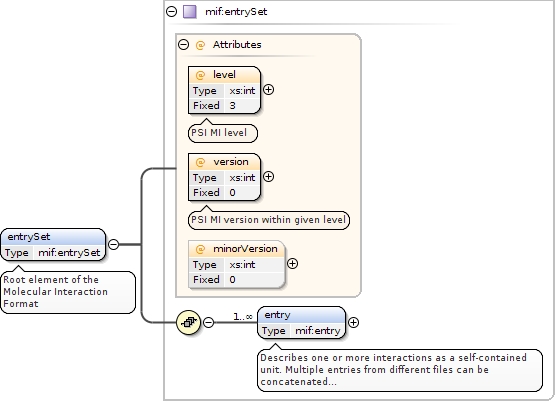 mif:entrySet
@ Attributes
@ level
Type xs:int
Fixed 3
PSI MI level
@ version
Type xs:int
Fixed 0
PSI MI version within given level
@ minorVersion
Type xs:int
Fixed 0
entrySet
Type mif:entrySet
Root element of the
Molecular Interaction
Format
1..∞
entry
Type mif:entry
Describes one or more interactions as a self-contained
unit. Multiple entries from different files can be
concatenated...